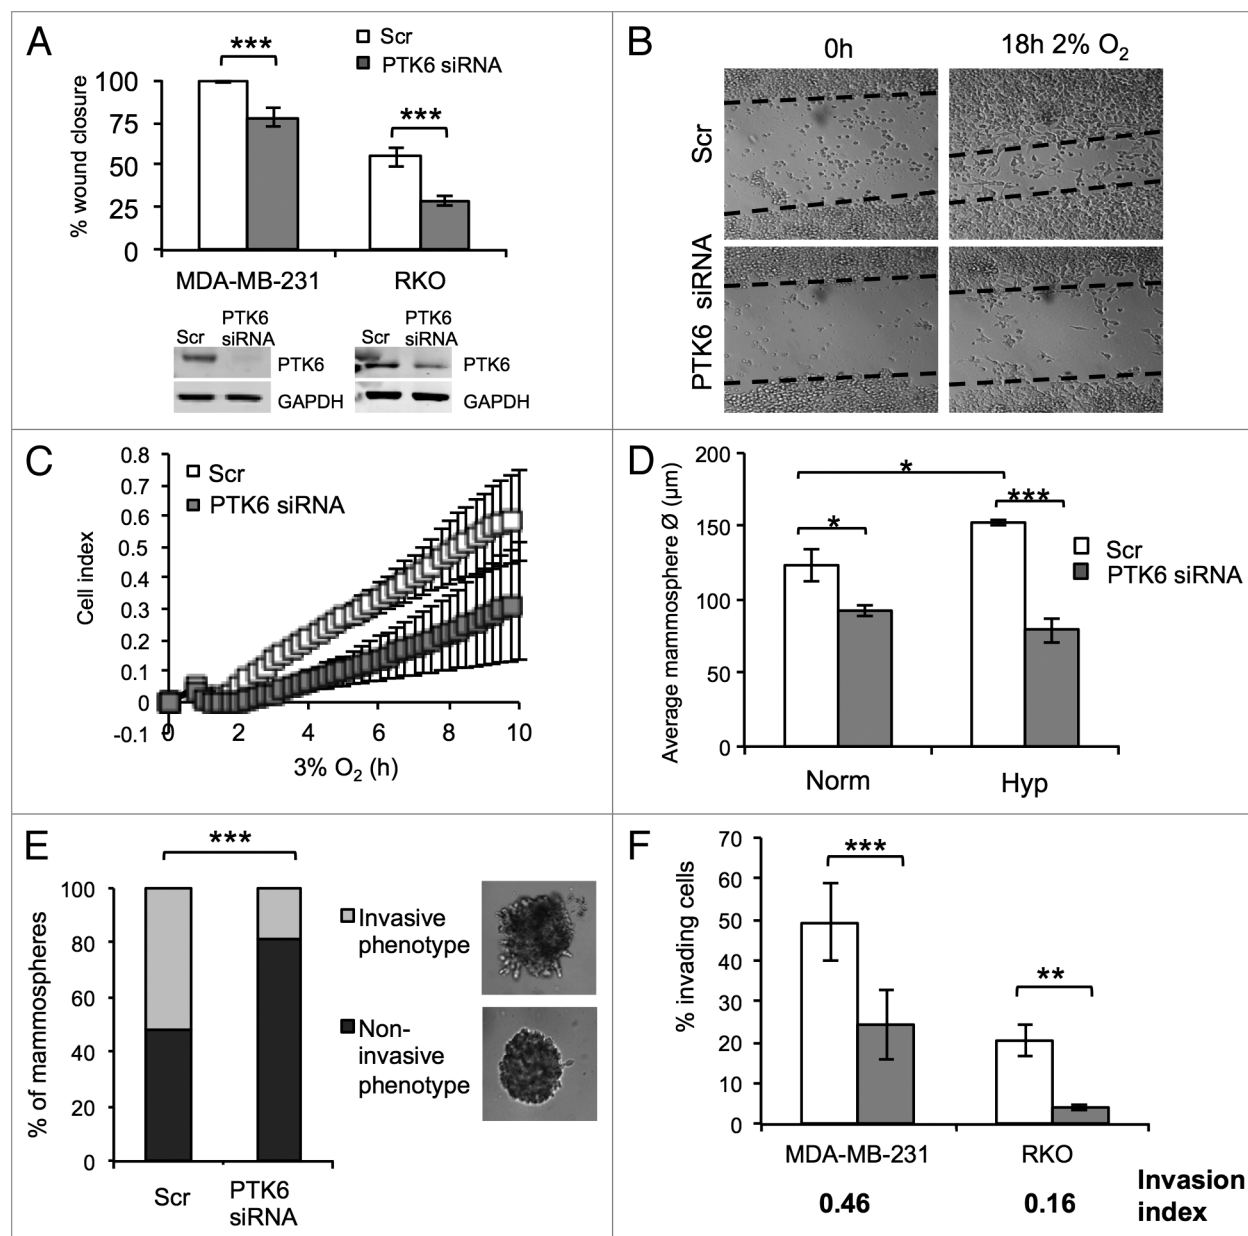 A
***
Scr
PTK6 siRNA
% wound closure
100
75
50
25
0
***
MDA-MB-231
RKO
Scr
PTK6
siRNA
PTK6
GAPDH
Scr
PTK6
siRNA
PTK6
GAPDH
B
0h
18h 2% O₂
Scr
PTK6 siRNA
C
Scr
PTK6 siRNA
Cell index
0.8
0.7
0.6
0.5
0.4
0.3
0.2
0.1
0
-0.1
0
2
4
6
8
10
3% O₂ (h)
D
Average mammosphere Ø (µm)
200
150
100
50
0
*
*
***
Scr
PTK6 siRNA
Norm
Hyp
E
***
% of mammospheres
100
80
60
40
20
0
Scr
PTK6
siRNA
Invasive
phenotype
Non-
invasive
phenotype
F
% invading cells
70
60
50
40
30
20
10
0
***
**
MDA-MB-231
RKO
0.46
0.16
Invasion
index